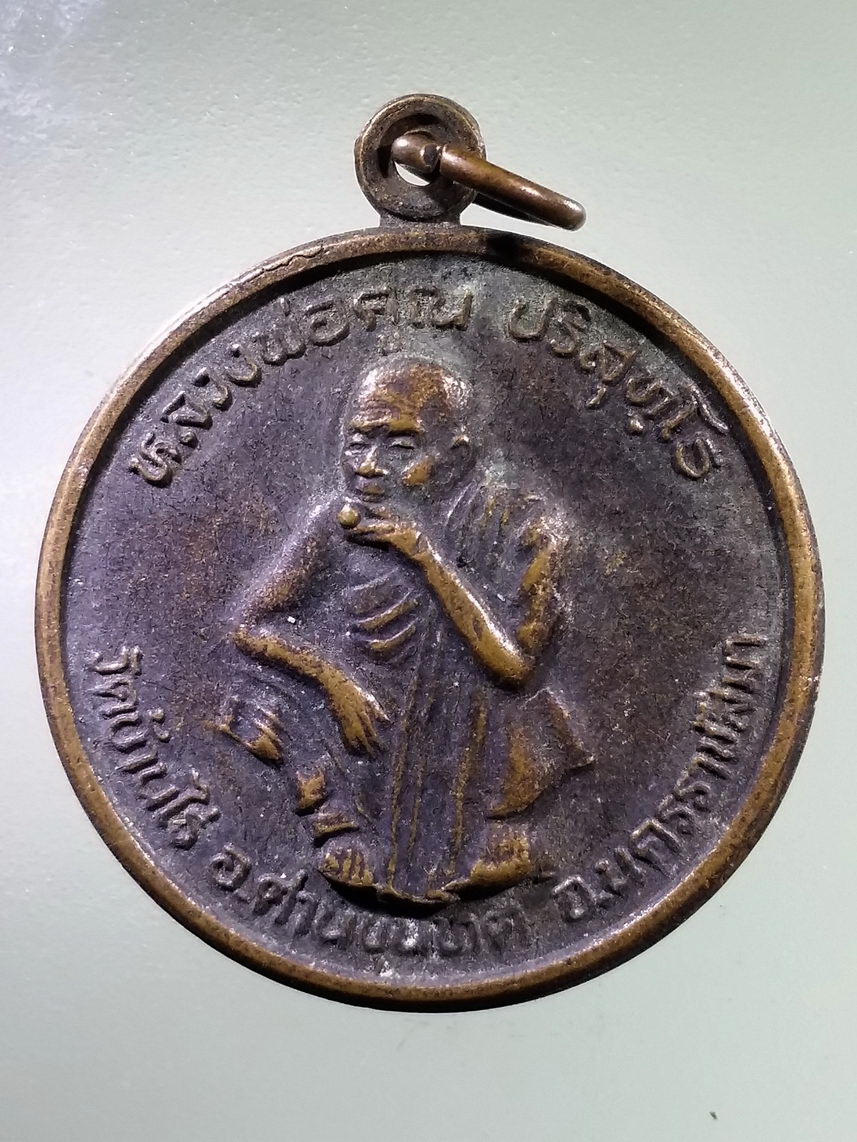 หลวงพ่อคูณ ปริสุทฺโธ
วัดบ้านไร่ อ.ด่านขุนทด จ.นครราชสีมา